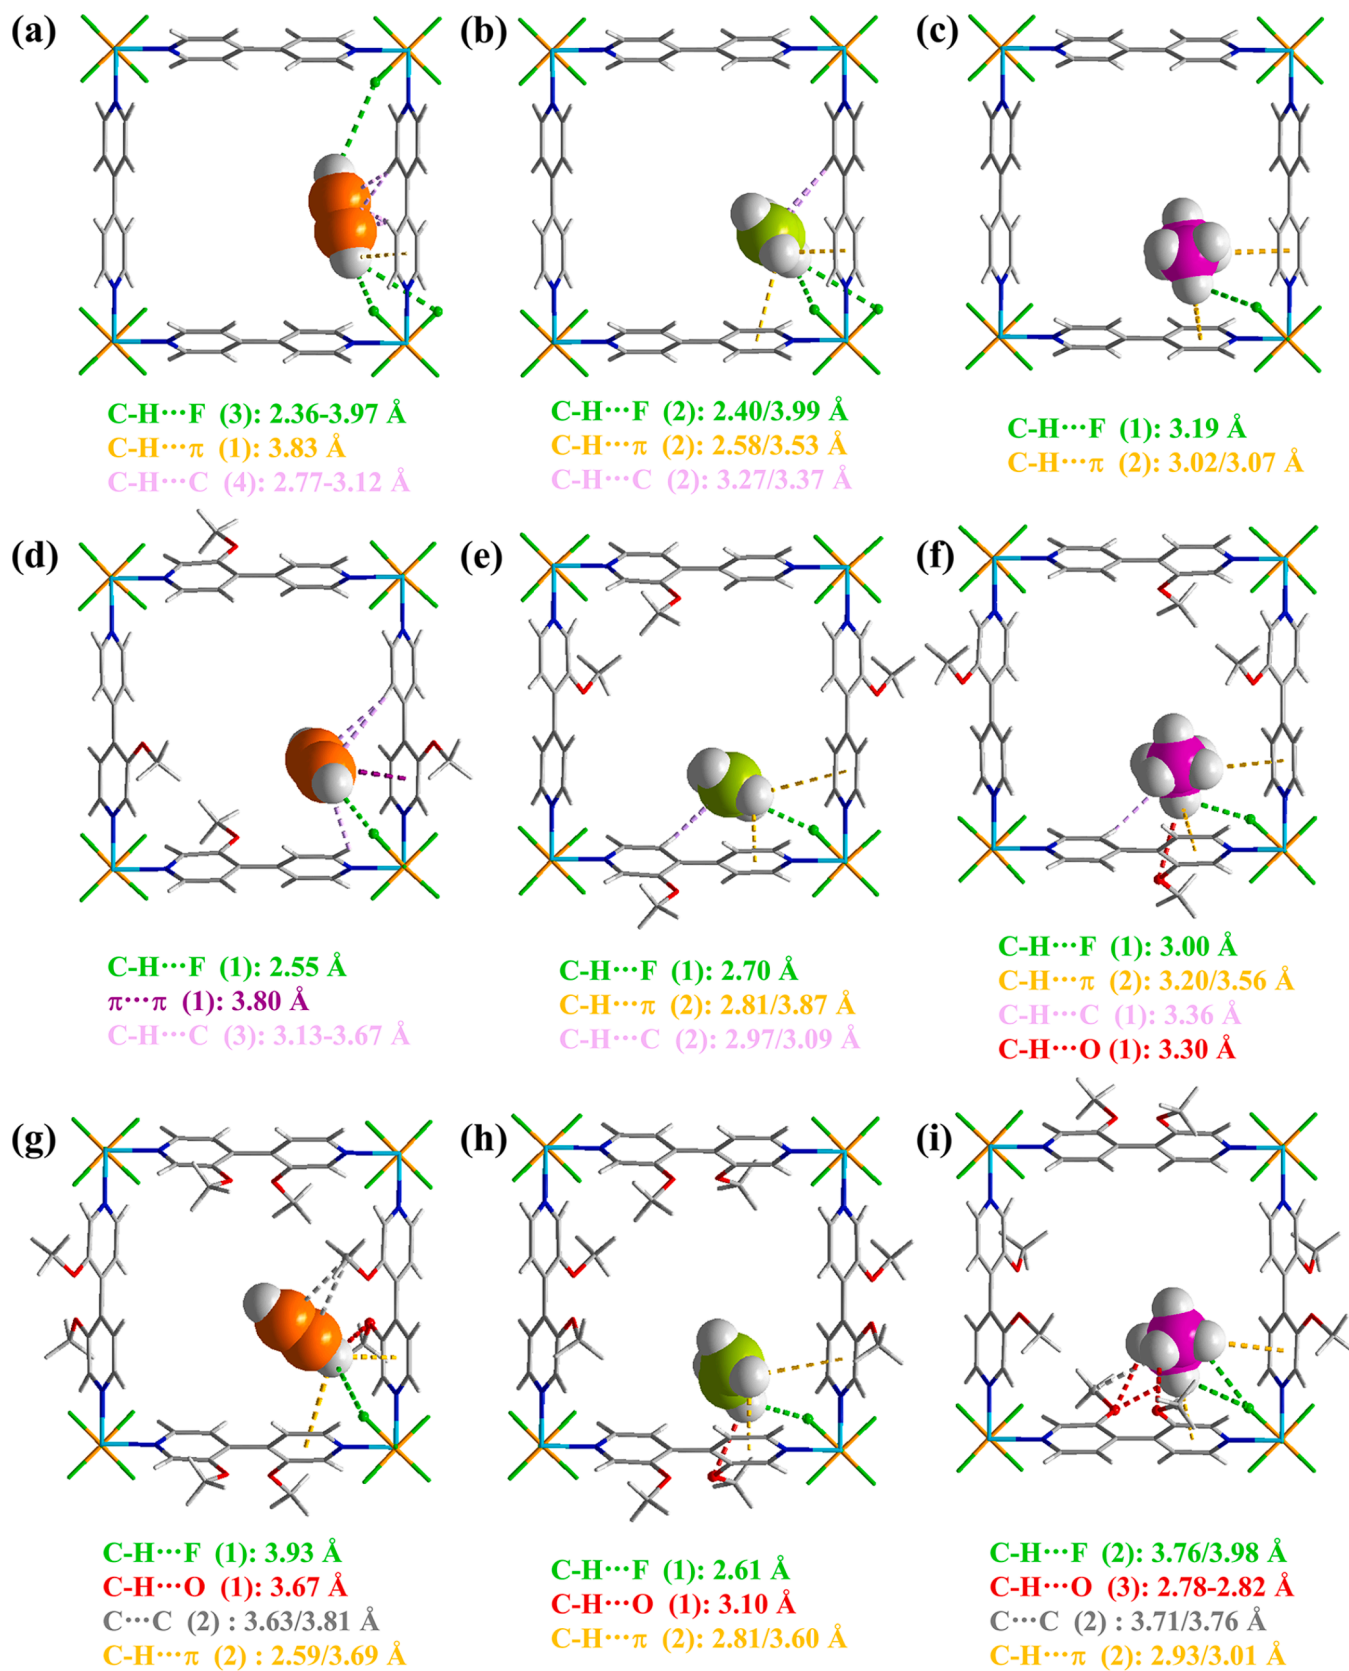 (a) (b) (c)
C-H···F (3): 2.36-3.97 Å
C-H···π (1): 3.83 Å
C-H···C (4): 2.77-3.12 Å
C-H···F (2): 2.40/3.99 Å
C-H···π (2): 2.58/3.53 Å
C-H···C (2): 3.27/3.37 Å
C-H···F (1): 3.19 Å
C-H···π (2): 3.02/3.07 Å
(d) (e) (f)
C-H···F (1): 2.55 Å
π···π (1): 3.80 Å
C-H···C (3): 3.13-3.67 Å
C-H···F (1): 2.70 Å
C-H···π (2): 2.81/3.87 Å
C-H···C (2): 2.97/3.09 Å
C-H···F (1): 3.00 Å
C-H···π (2): 3.20/3.56 Å
C-H···C (1): 3.36 Å
C-H···O (1): 3.30 Å
(g) (h) (i)
C-H···F (1): 3.93 Å
C-H···O (1): 3.67 Å
C···C (2) : 3.63/3.81 Å
C-H···π (2) : 2.59/3.69 Å
C-H···F (1): 2.61 Å
C-H···O (1): 3.10 Å
C-H···π (2): 2.81/3.60 Å
C-H···F (2): 3.76/3.98 Å
C-H···O (3): 2.78-2.82 Å
C···C (2) : 3.71/3.76 Å
C-H···π (2): 2.93/3.01 Å